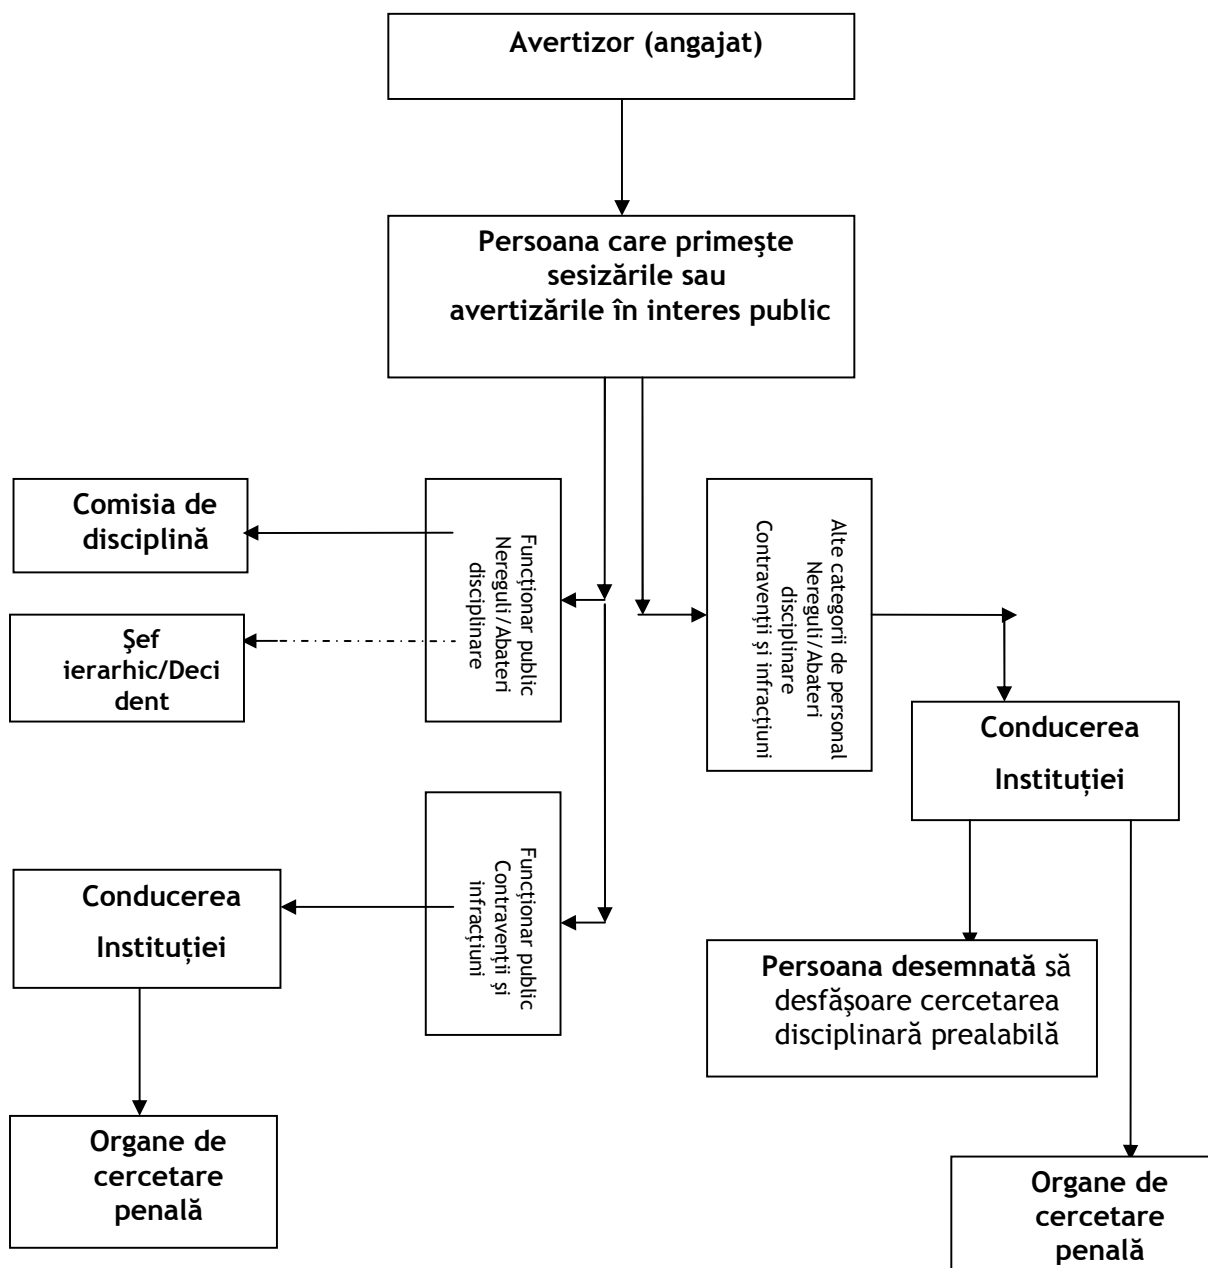 Avertizor (angajat)
Persoana care primeşte
sesizările sau
avertizările în interes public
Comisia de
disciplină
Şef
ierarhic/Deci
dent
Funcţionar public
Nereguli/Abateri
disciplinare
Alte categorii de personal
Nereguli/Abateri
disciplinare
Contravenţii şi infracţiuni
Conducerea
Instituţiei
Funcţionar public
Contravenţii şi
infracţiuni
Conducerea
Instituţiei
Persoana desemnată să
desfăşoare cercetarea
disciplinară prealabilă
Organe de
cercetare
penală
Organe de
cercetare
penală